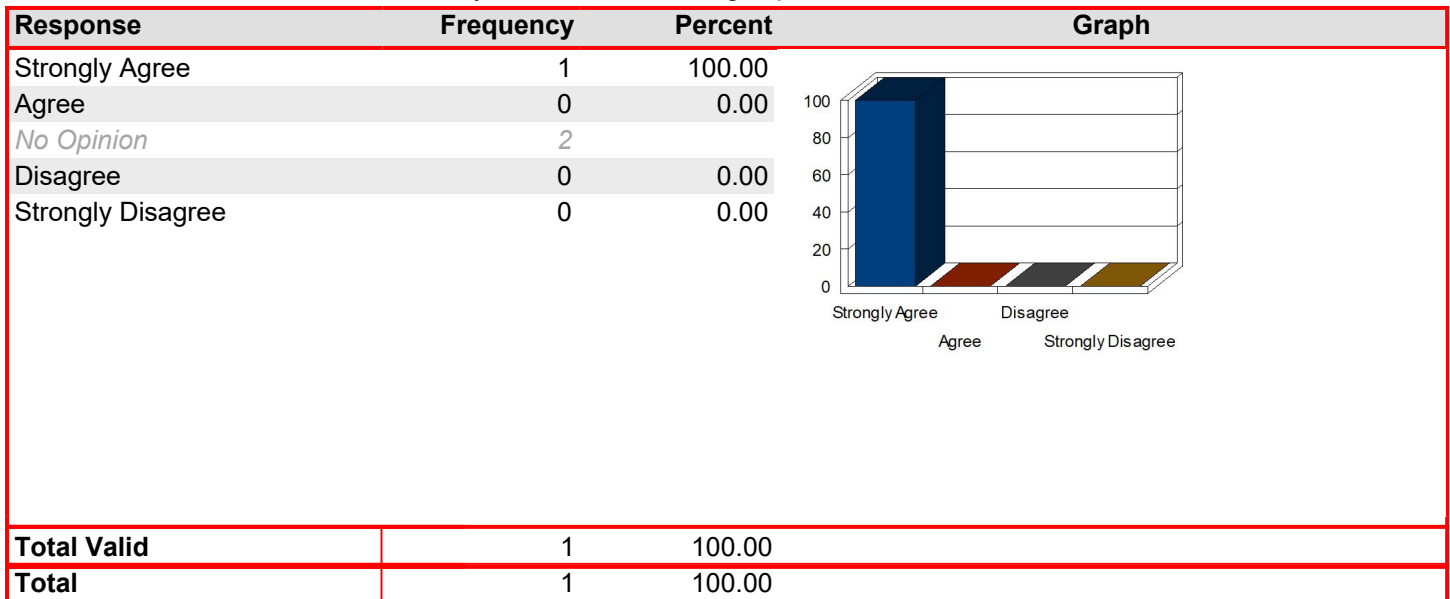 Response Frequency Percent Graph
Strongly Agree 1 100.00
Agree 0 0.00
No Opinion 2
Disagree 0 0.00
Strongly Disagree 0 0.00
100
80
60
40
20
0
Strongly Agree Disagree
Agree Strongly Disagree
Total Valid 1 100.00
Total 1 100.00